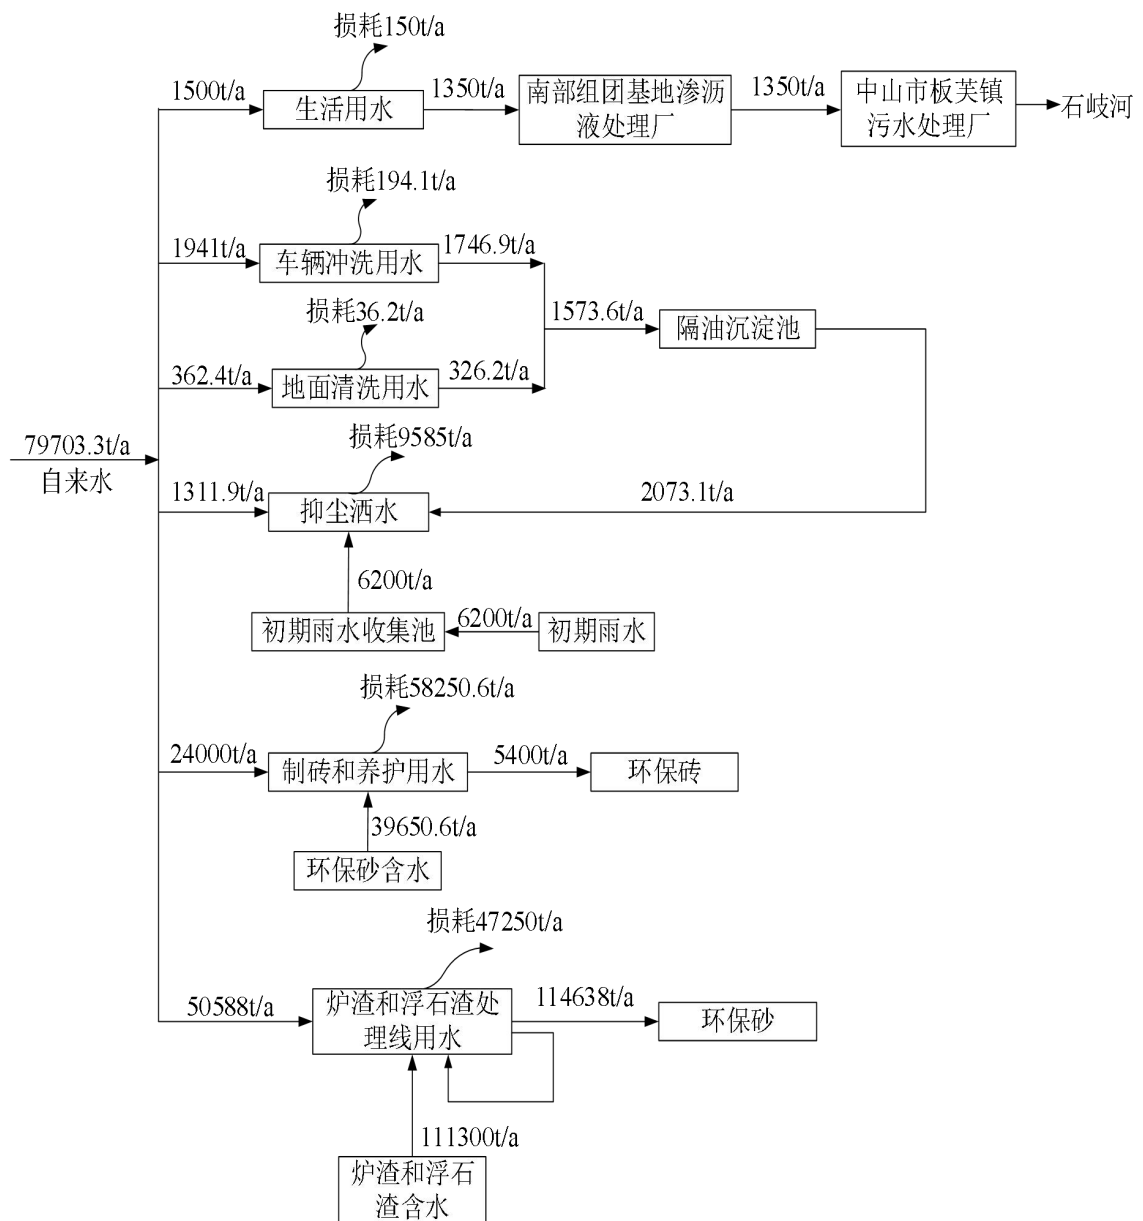 损耗150t/a
1500t/a
生活用水
1350t/a
南部组团基地渗沥
液处理厂
1350t/a
中山市板芙镇
污水处理厂
石岐河
损耗194.1t/a
1941t/a
车辆冲洗用水
1746.9t/a
损耗36.2t/a
1573.6t/a
隔油沉淀池
362.4t/a
地面清洗用水
326.2t/a
79703.3t/a
自来水
损耗9585t/a
1311.9t/a
抑尘洒水
2073.1t/a
6200t/a
初期雨水收集池
6200t/a
初期雨水
损耗58250.6t/a
24000t/a
制砖和养护用水
5400t/a
环保砖
39650.6t/a
环保砂含水
损耗47250t/a
50588t/a
炉渣和浮石渣处
理线用水
114638t/a
环保砂
111300t/a
炉渣和浮石
渣含水